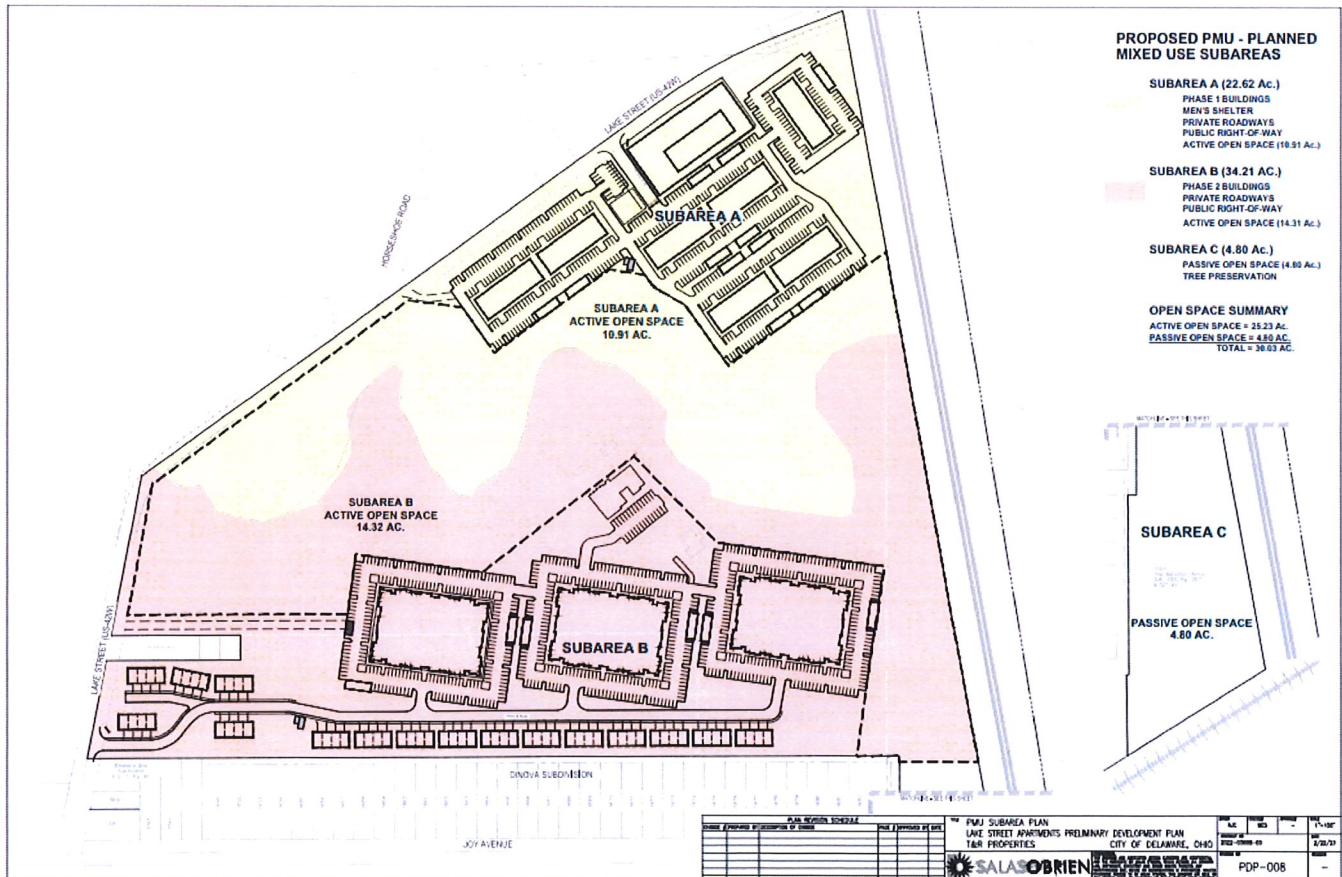 PROPOSED PMU - PLANNED
MIXED USE SUBAREAS
SUBAREA A (22.62 Ac.)
PHASE 1 BUILDINGS
MEN'S SHELTER
PRIVATE ROADWAYS
PUBLIC RIGHT-OF-WAY
ACTIVE OPEN SPACE (10.91 Ac.)
SUBAREA B (34.21 AC.)
PHASE 2 BUILDINGS
PRIVATE ROADWAYS
PUBLIC RIGHT-OF-WAY
ACTIVE OPEN SPACE (14.31 Ac.)
SUBAREA C (4.80 Ac.)
PASSIVE OPEN SPACE (4.80 Ac.)
TREE PRESERVATION
OPEN SPACE SUMMARY
ACTIVE OPEN SPACE = 25.23 Ac.
PASSIVE OPEN SPACE = 4.80 AC.
TOTAL = 30.03 AC.
LAKE STREET (US-42W)
HORSESHOE ROAD
SUBAREA A
SUBAREA A
ACTIVE OPEN SPACE
10.91 AC.
SUBAREA B
ACTIVE OPEN SPACE
14.32 AC.
SUBAREA B
LAKE STREET (US-42W)
SUBAREA C
PASSIVE OPEN SPACE
4.80 AC.
DINOVA SUBDIVISION
JOY AVENUE
PLAN REVISION SCHEDULE
PMU SUBAREA PLAN
LAKE STREET APARTMENTS PRELIMINARY DEVELOPMENT PLAN
T&R PROPERTIES CITY OF DELAWARE, OHIO
SALAS OBRIEN
PDP-008